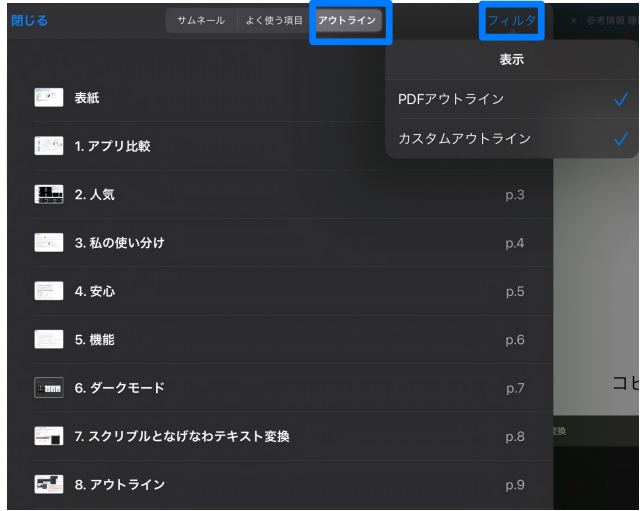 閉じる
サムネール
よく使う項目
アウトライン
フィルタ
× 参考情報
表示
PDFアウトライン
カスタムアウトライン
表紙
1. アプリ比較
2. 人気 p.3
3. 私の使い分け p.4
4. 安心 p.5
5. 機能 p.6
6. ダークモード p.7
コピ
7. スクリブルとなげなわテキスト変換 p.8
変換
8. アウトライン p.9